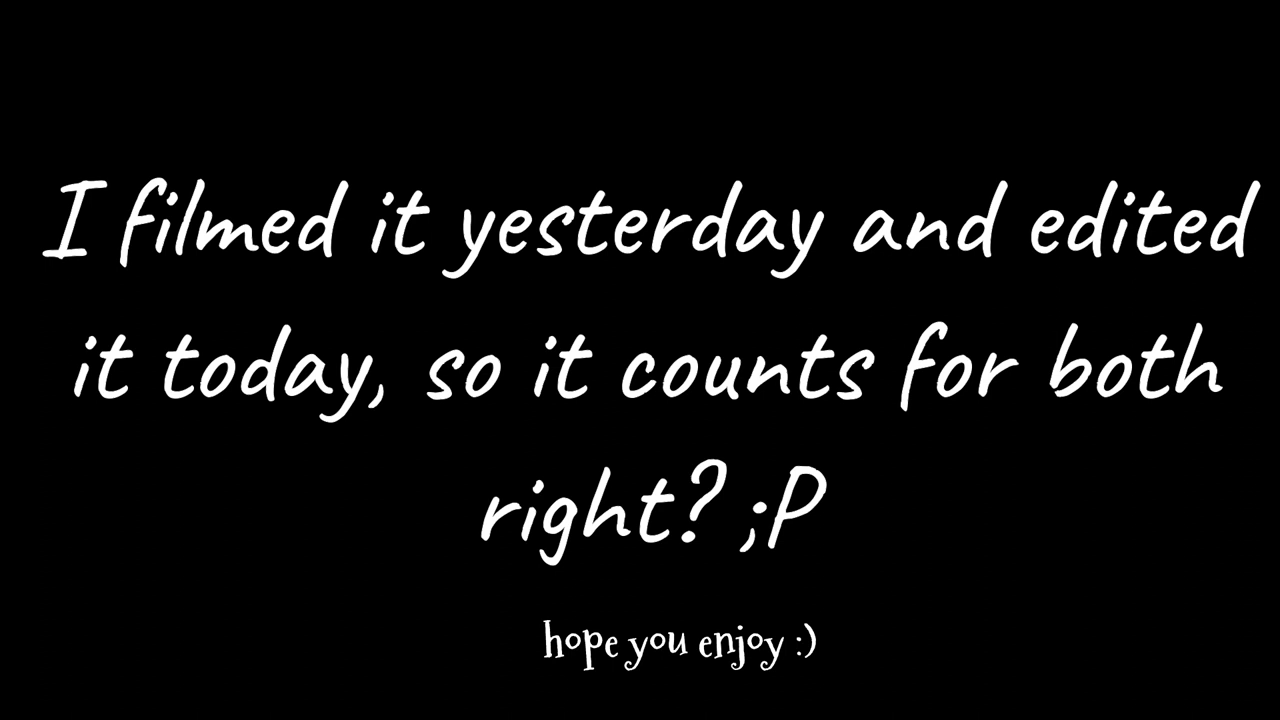 I filmed it yesterday and edited
it today, so it counts for both
right? ;P
hope you enjoy :)